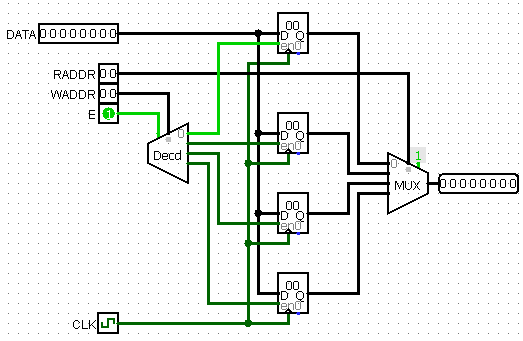 DATA 00000000
00
D Q
en0
RADDR 00
WADDR 00
E 1
0
Decd
00
D Q
en0
1
0
MUX
00000000
00
D Q
en0
00
D Q
en0
CLK